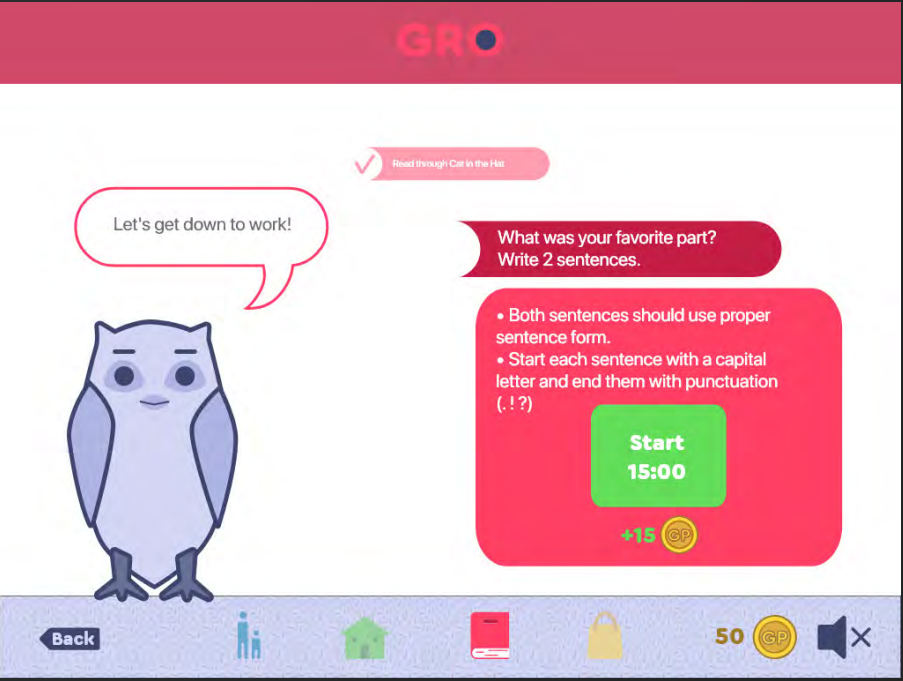 GRO
Read through Cat in the Hat
Let's get down to work!
What was your favorite part?
Write 2 sentences.
• Both sentences should use proper
sentence form.
• Start each sentence with a capital
letter and end them with punctuation
(. ! ?)
Start
15:00
+15 GP
Back
50 GP